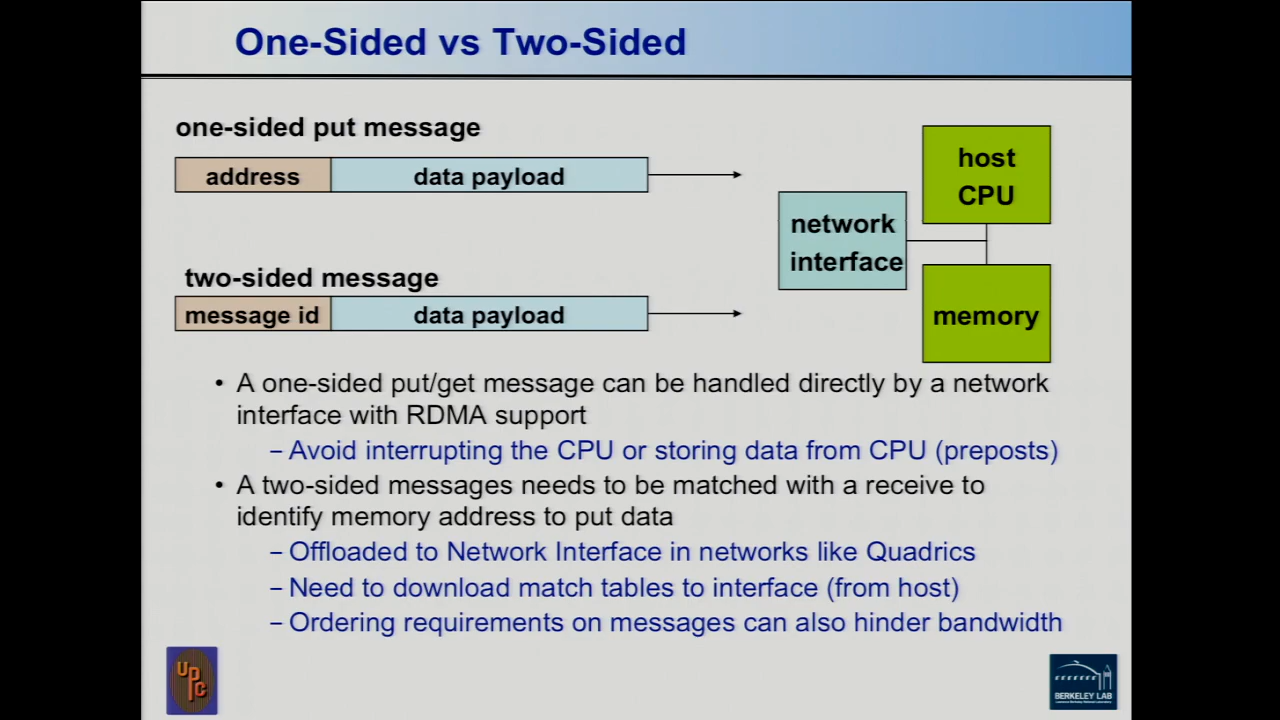 One-Sided vs Two-Sided
one-sided put message
address
data payload
host
CPU
network
interface
two-sided message
message id
data payload
memory
• A one-sided put/get message can be handled directly by a network
interface with RDMA support
– Avoid interrupting the CPU or storing data from CPU (preposts)
• A two-sided messages needs to be matched with a receive to
identify memory address to put data
– Offloaded to Network Interface in networks like Quadrics
– Need to download match tables to interface (from host)
– Ordering requirements on messages can also hinder bandwidth
UPC
BERKELEY LAB